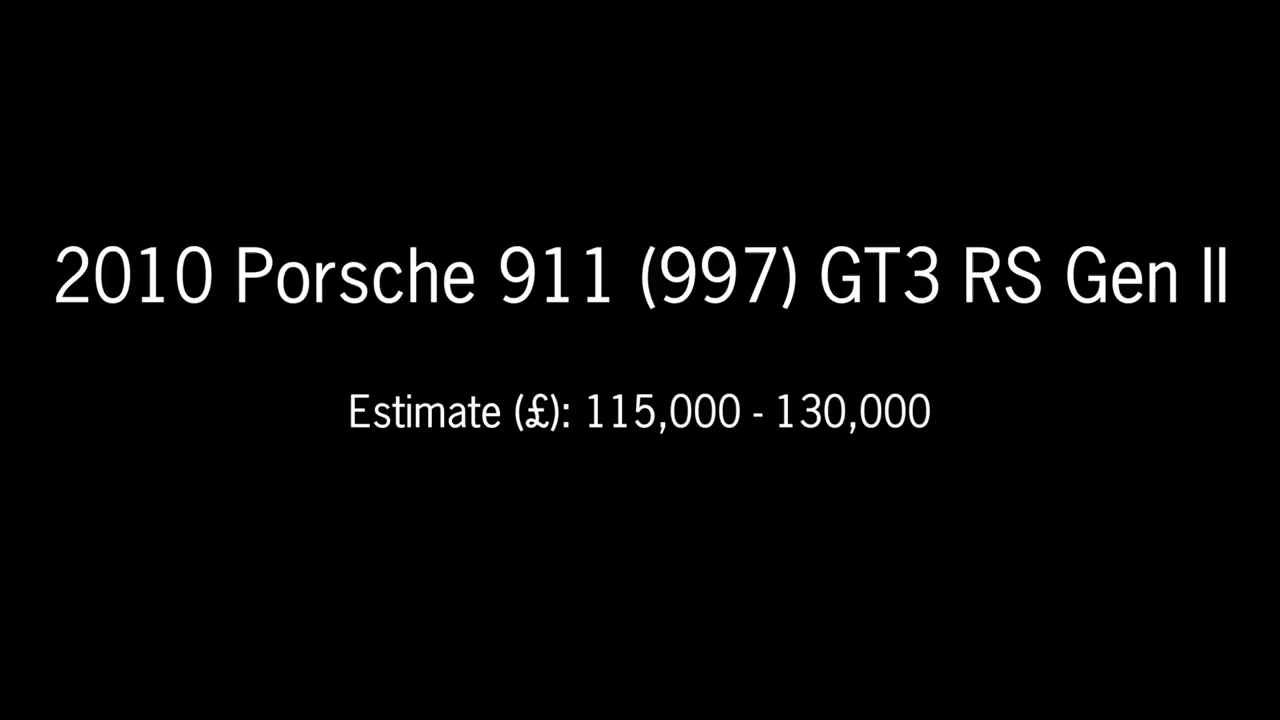 2010 Porsche 911 (997) GT3 RS Gen II
Estimate (£): 115,000 - 130,000